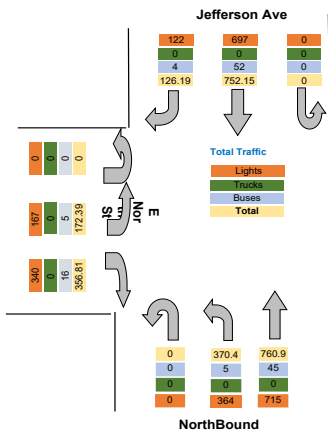 Jefferson Ave
122 697 0
0 0 0
4 52 0
126.19 752.15 0
Total Traffic
Lights
Trucks
Buses
Total
0 0 0 0
167 0 5 172.39
340 0 16 356.81
E
Nor
St
0 370.4 760.9
0 5 45
0 0 0
0 364 715
NorthBound